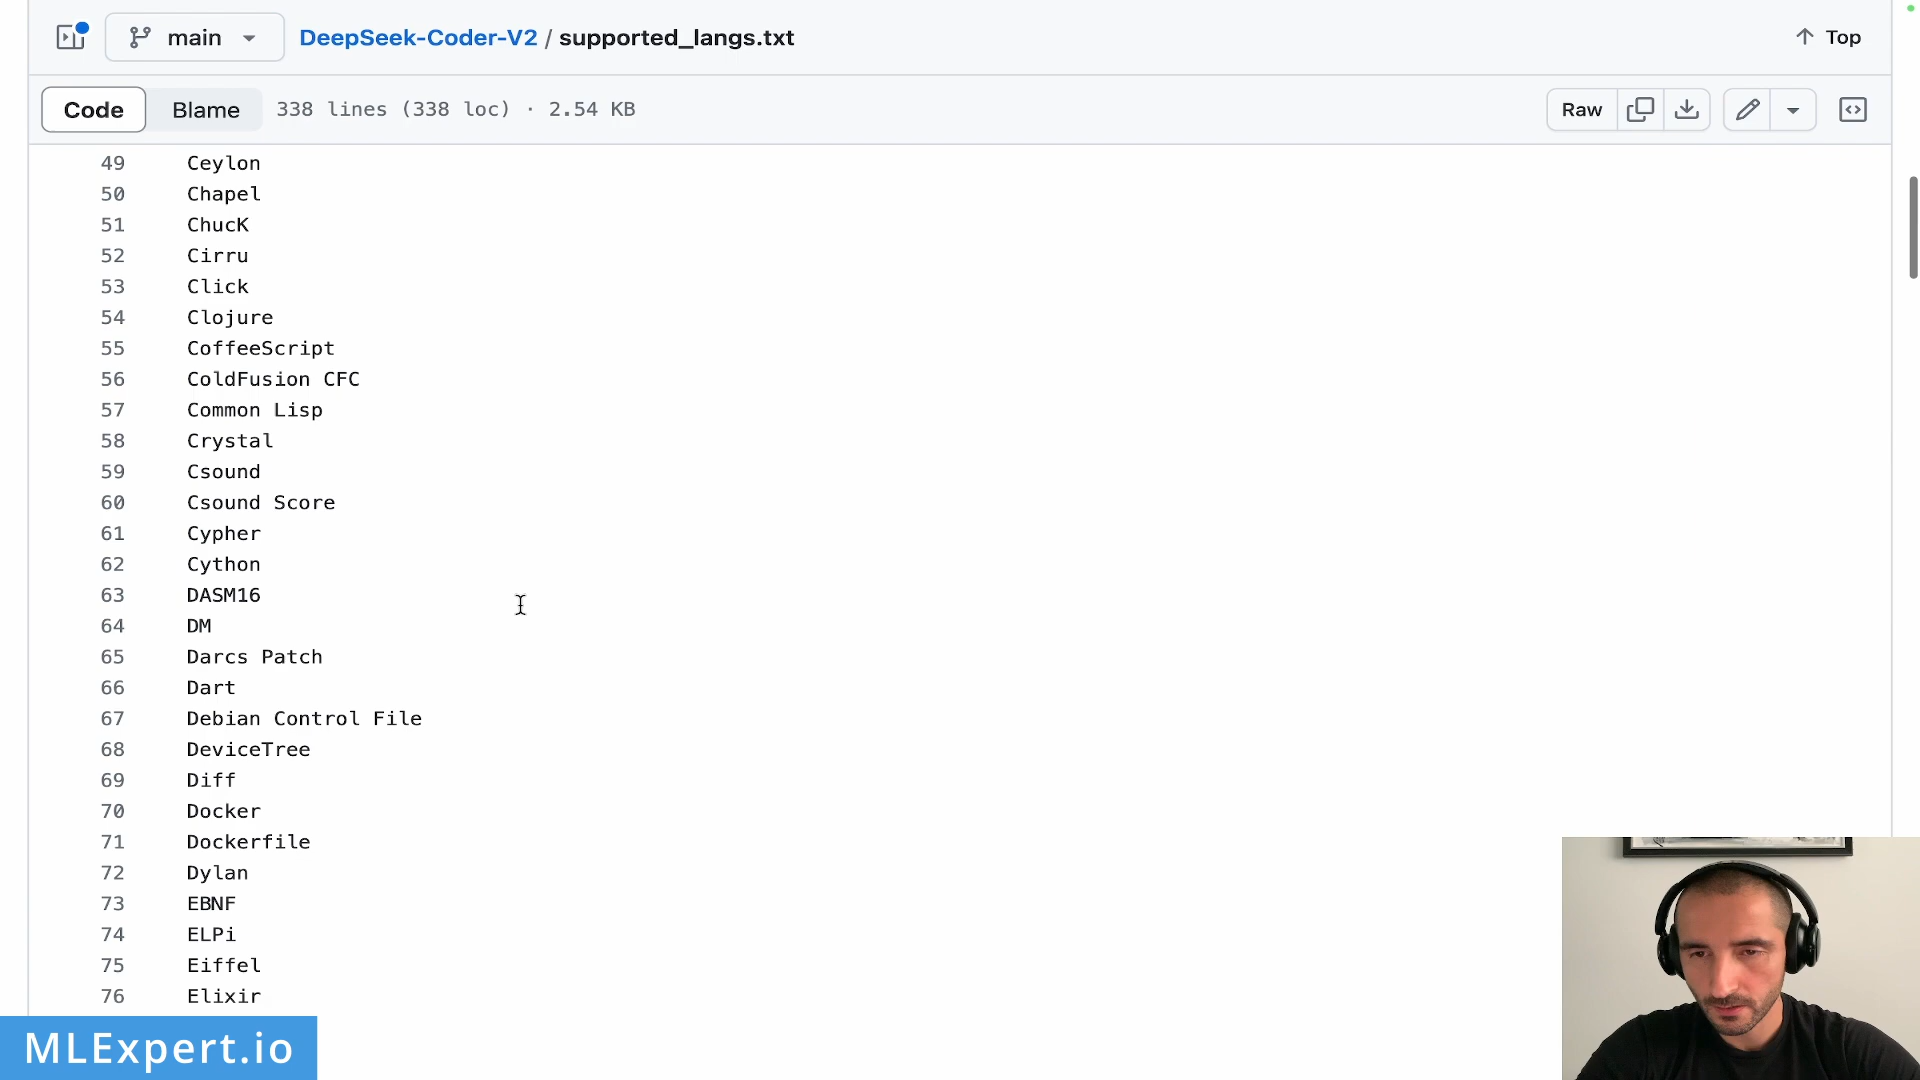 main DeepSeek-Coder-V2 / supported_langs.txt Top
Code Blame 338 lines (338 loc) · 2.54 KB Raw
49 Ceylon
50 Chapel
51 ChucK
52 Cirru
53 Click
54 Clojure
55 CoffeeScript
56 ColdFusion CFC
57 Common Lisp
58 Crystal
59 Csound
60 Csound Score
61 Cypher
62 Cython
63 DASM16
64 DM
65 Darcs Patch
66 Dart
67 Debian Control File
68 DeviceTree
69 Diff
70 Docker
71 Dockerfile
72 Dylan
73 EBNF
74 ELPi
75 Eiffel
76 Elixir
MLExpert.io